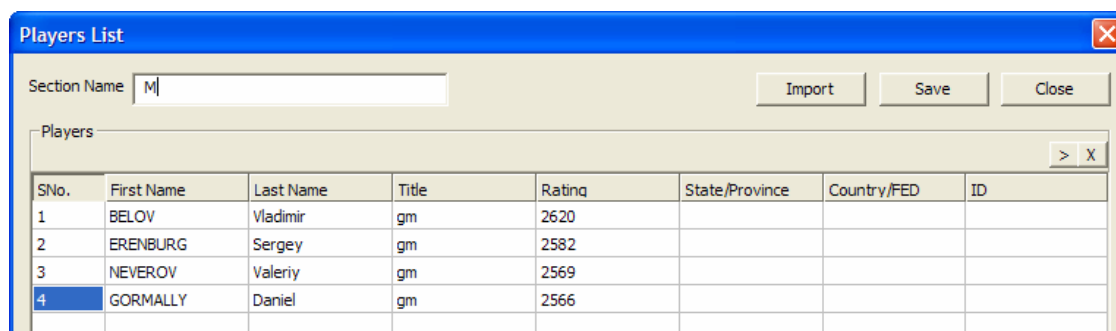 Players List
Section Name M Import Save Close
Players
> X
SNo. First Name Last Name Title Rating State/Province Country/FED ID
1 BELOV Vladimir gm 2620
2 ERENBURG Sergey gm 2582
3 NEVEROV Valeriy gm 2569
4 GORMALLY Daniel gm 2566